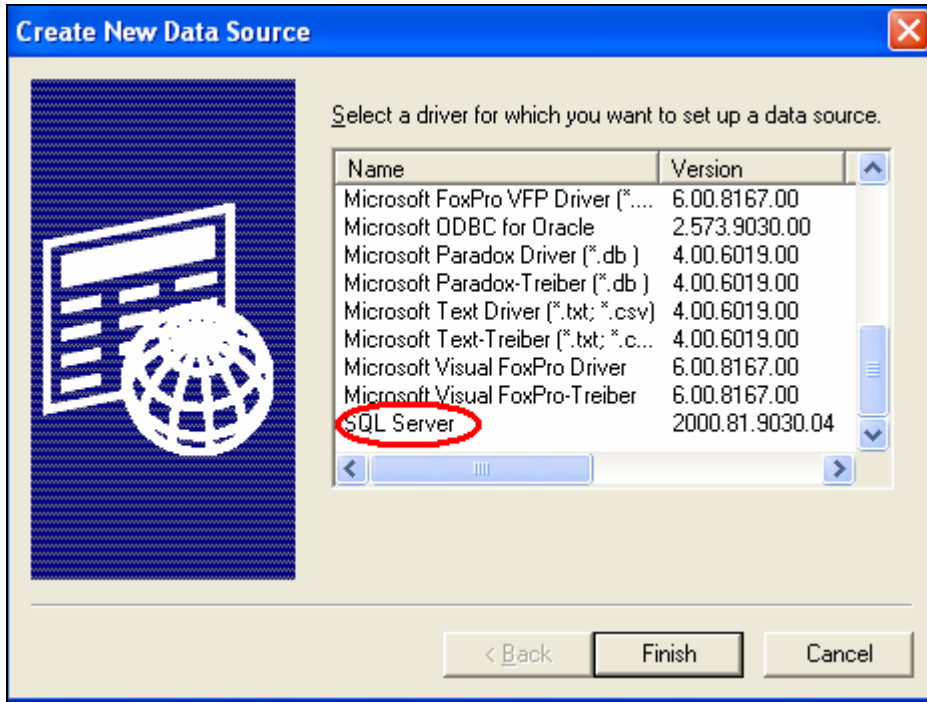 Create New Data Source
Select a driver for which you want to set up a data source.
Name Version
Microsoft FoxPro VFP Driver (*.... 6.00.8167.00
Microsoft ODBC for Oracle 2.573.9030.00
Microsoft Paradox Driver (*.db ) 4.00.6019.00
Microsoft Paradox-Treiber (*.db ) 4.00.6019.00
Microsoft Text Driver (*.txt; *.csv) 4.00.6019.00
Microsoft Text-Treiber (*.txt; *.c... 4.00.6019.00
Microsoft Visual FoxPro Driver 6.00.8167.00
Microsoft Visual FoxPro-Treiber 6.00.8167.00
SQL Server 2000.81.9030.04
< Back Finish Cancel